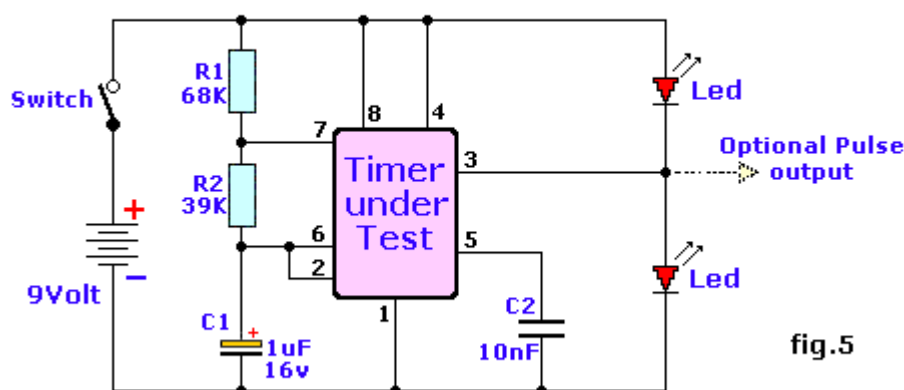 R1
68K
Switch
8
4
Led
7
Timer
under
Test
3
Optional Pulse
output
R2
39K
+
6
5
2
−
9Volt
Led
C1
+
1uF
16v
1
C2
10nF
fig.5